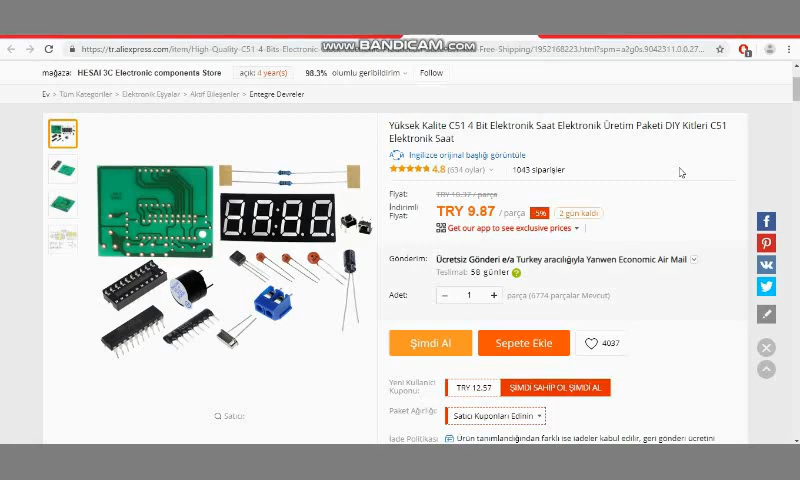 https://tr.aliexpress.com/item/High-Quality-C51-4-Bits-Electronic-
www.BANDICAM.com
Free-Shipping/1952168223.html?spm=a2g0s.9042311.0.0.27...
mağaza: HESAI 3C Electronic components Store
açık: 4 year(s)
98.3% olumlu geribildirim
Follow
Ev > Tüm Kategoriler > Elektronik Eşyalar > Aktif Bileşenler > Entegre Devreler
Yüksek Kalite C51 4 Bit Elektronik Saat Elektronik Üretim Paketi DIY Kitleri C51
Elektronik Saat
İngilizce orijinal başlığı görüntüle
4.8 (634 oylar)
1043 siparişler
Fiyat: TRY 10.37 / parça
İndirimli
Fiyat:
TRY 9.87 / parça
5%
2 gün kaldı
Get our app to see exclusive prices
Gönderim: Ücretsiz Gönderi e/a Turkey aracılığıyla Yanwen Economic Air Mail
Teslimat: 58 günler
Adet: 1 parça (6774 parçalar Mevcut)
Şimdi Al
Sepete Ekle
4037
Yeni Kullanıcı
Kuponu:
TRY 12.57
ŞİMDİ SAHİP OL ŞİMDİ AL
Satıcı
Paket Ağırlığı:
Satıcı Kuponları Edinin
İade Politikası
Ürün tanımlandığından farklı ise iadeler kabul edilir, geri gönderi ücretini